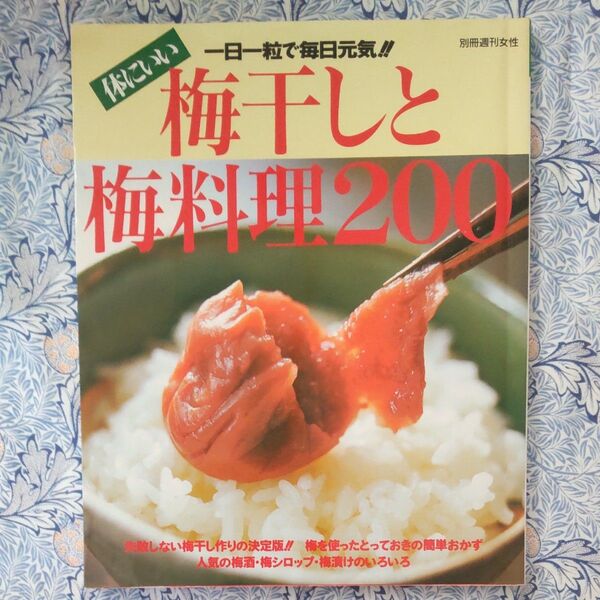 一日一粒で毎日元気!!
別冊週刊女性
体にいい
梅干しと
梅料理200
失敗しない梅干し作りの決定版!! 梅を使ったとっておきの簡単おかず
人気の梅酒・梅シロップ・梅漬けのいろいろ